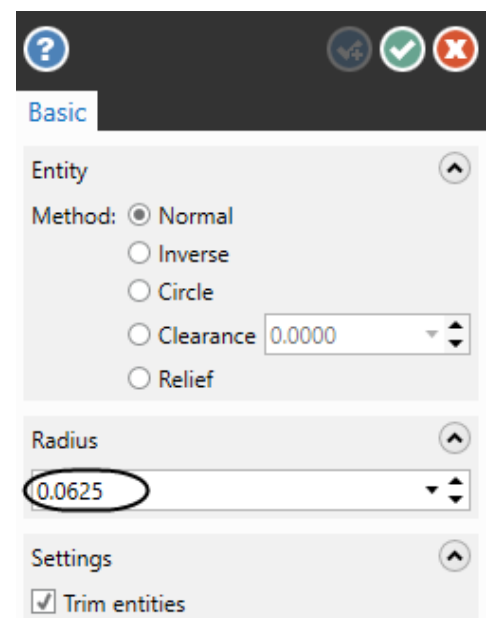 ?
Basic
Entity
Method: Normal
Inverse
Circle
Clearance 0.0000
Relief
Radius
0.0625
Settings
Trim entities